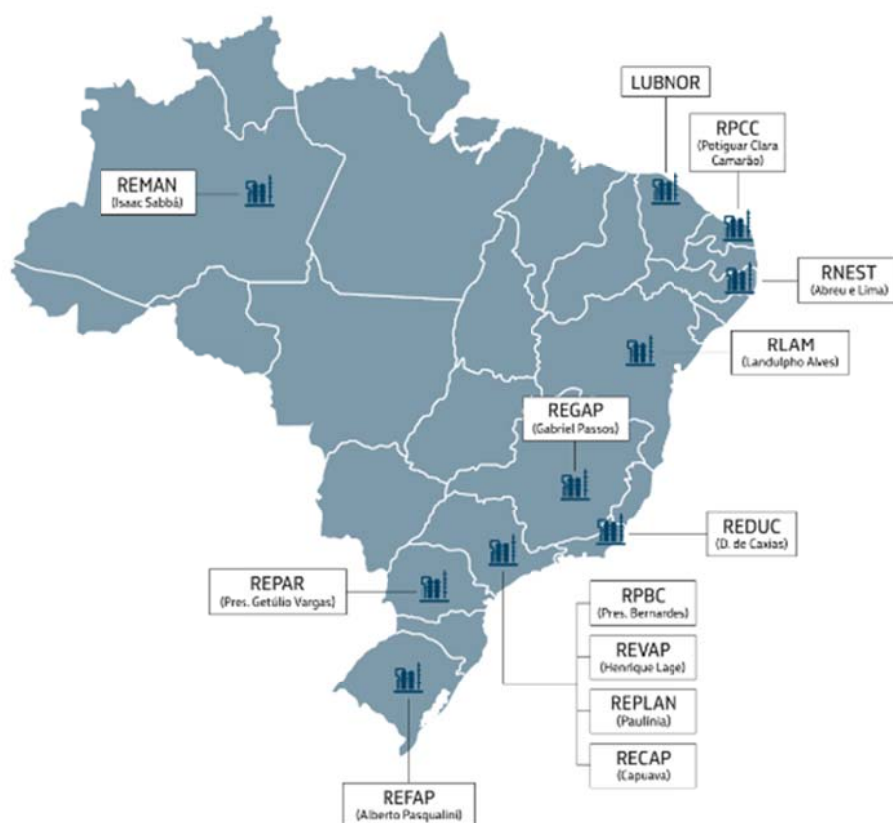 LUBNOR
RPCC
(Potiguar Clara
Camarão)
REMAN
(Isaac Sabbá)
RNEST
(Abreu e Lima)
RLAM
(Landulpho Alves)
REGAP
(Gabriel Passos)
REDUC
(D. de Caxias)
REPAR
(Pres. Getúlio Vargas)
RPBC
(Pres. Bernardes)
REVAP
(Henrique Lage)
REPLAN
(Paulínia)
RECAP
(Capuava)
REFAP
(Alberto Pasqualini)